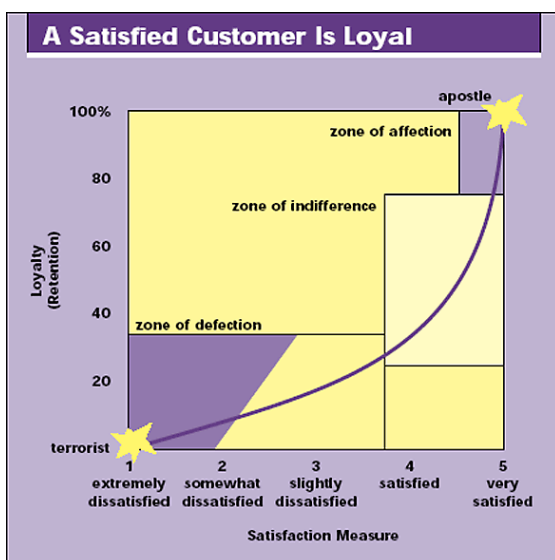 A Satisfied Customer Is Loyal
apostle
100%
zone of affection
80
zone of indifference
60
Loyalty
(Retention)
40
zone of defection
20
terrorist
1
extremely
dissatisfied
2
somewhat
dissatisfied
3
slightly
dissatisfied
4
satisfied
5
very
satisfied
Satisfaction Measure